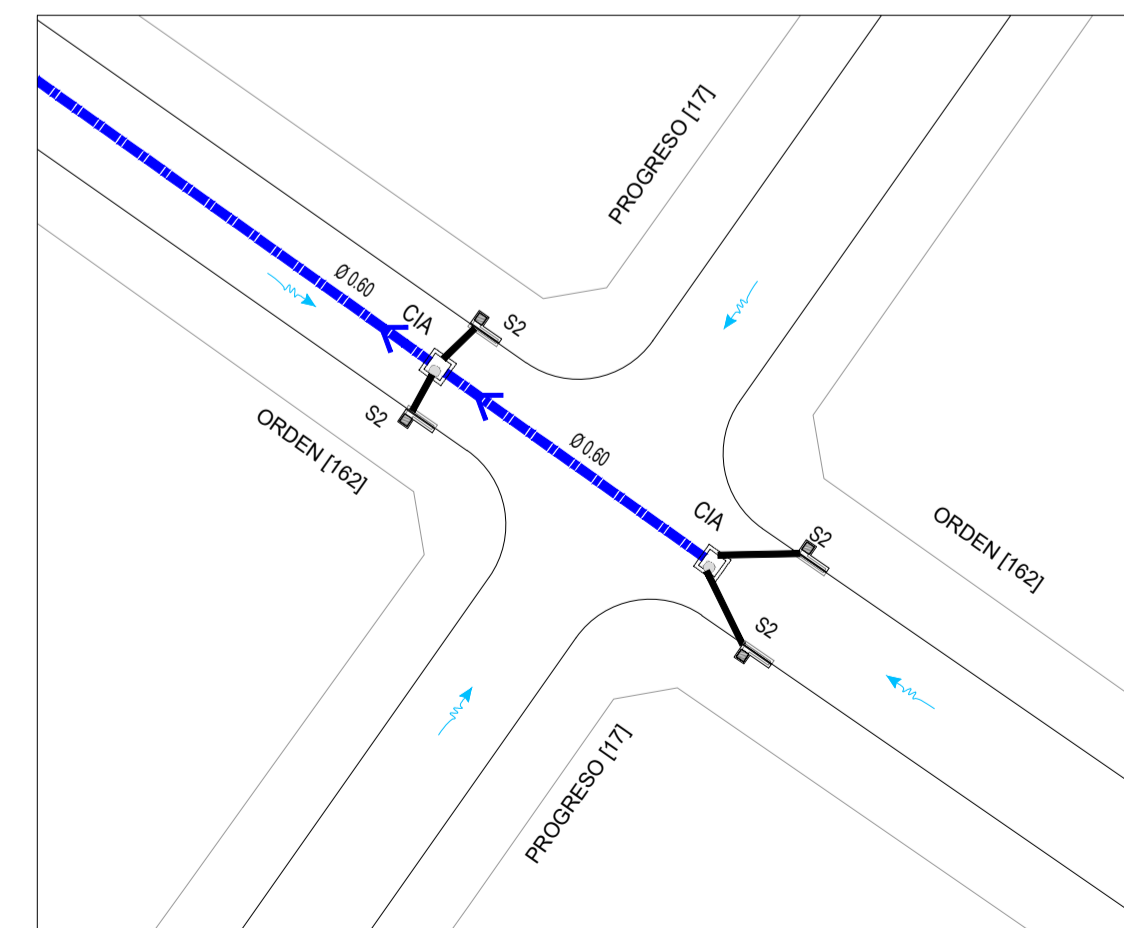 PROGRESO [17]
Ø 0.60
CIA
S2
S2
ORDEN [162]
Ø 0.60
CIA
S2
ORDEN [162]
S2
PROGRESO [17]